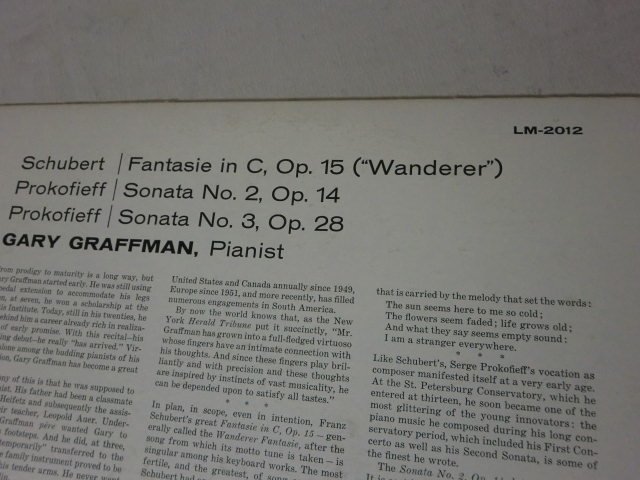 LM-2012
Schubert / Fantasie in C, Op. 15 ("Wanderer")
Prokofieff / Sonata No. 2, Op. 14
Prokofieff / Sonata No. 3, Op. 28
GARY GRAFFMAN, Pianist
from prodigy to maturity is a long way, but
Graffman started early. He was still using
pedal extension to accommodate his legs
at seven, he won a scholarship at the
Institute. Today, still in his twenties, he
behind him a career already rich in realiza-
of early promise. With this recital—his
debut—he really "has arrived." Vir-
among the budding pianists of his
Gary Graffman has become a great
of this is that he was supposed to
His father had been a classmate
Heifetz and subsequently the assis-
teacher, Leopold Auer. Under-
Graffman père wanted Gary to
footsteps. And he did, at three,
temporarily" transferred to the
family instrument proved to be
his tender arms. He never went
United States and Canada annually since 1949,
Europe since 1951, and more recently, has filled
numerous engagements in South America.
By now the world knows that, as the New
York Herald Tribune put it succinctly, "Mr.
Graffman has grown into a full-fledged virtuoso
whose fingers have an intimate connection with
his thoughts. And since these fingers play bril-
liantly and with precision and these thoughts
are inspired by instincts of vast musicality, he
can be depended upon to satisfy all tastes."
* * *
In plan, in scope, even in intention, Franz
Schubert's great Fantasie in C, Op. 15 — gen-
erally called the Wanderer Fantasie, after the
song from which its motto tune is taken — is
singular among his keyboard works. The most
fertile, and the greatest, of song
Schubert had
that is carried by the melody that set the words:
The sun seems here to me so cold;
The flowers seem faded; life grows old;
And what they say seems empty sound:
I am a stranger everywhere.
* * *
Like Schubert's, Serge Prokofieff's vocation as
composer manifested itself at a very early age.
At the St. Petersburg Conservatory, which he
entered at thirteen, he soon became one of the
most glittering of the young innovators; the
piano music he composed during his long con-
servatory period, which included his First Con-
certo as well as his Second Sonata, is some of
the finest he wrote.
The Sonata No. 2, Op. 14